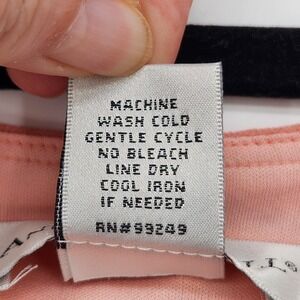 MACHINE
WASH COLD
GENTLE CYCLE
NO BLEACH
LINE DRY
COOL IRON
IF NEEDED
RN#99249